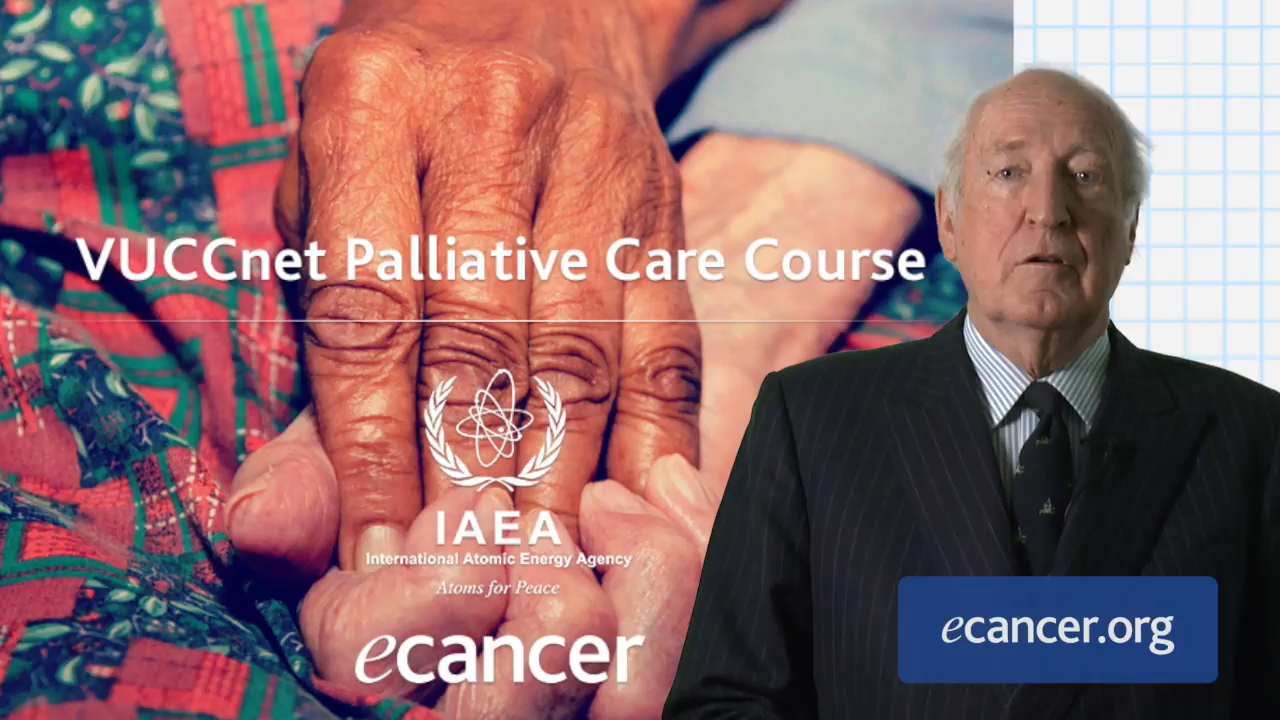 VUCCnet Palliative Care Course
IAEA
International Atomic Energy Agency
Atoms for Peace
ecancer
ecancer.org